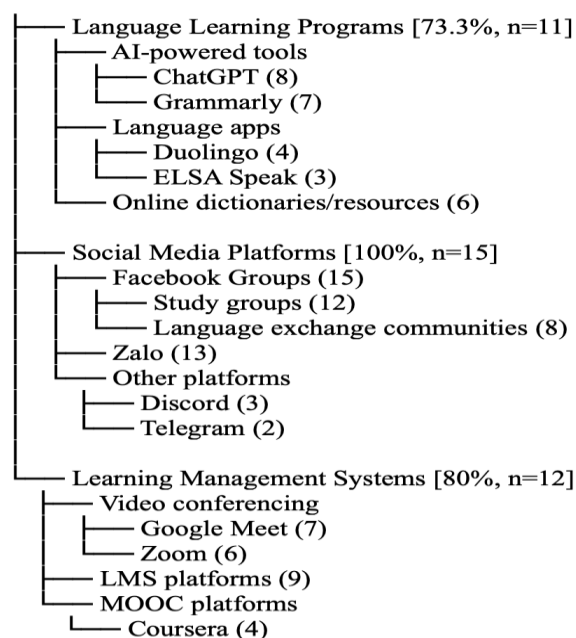 Language Learning Programs [73.3%, n=11]
AI-powered tools
ChatGPT (8)
Grammarly (7)
Language apps
Duolingo (4)
ELSA Speak (3)
Online dictionaries/resources (6)
Social Media Platforms [100%, n=15]
Facebook Groups (15)
Study groups (12)
Language exchange communities (8)
Zalo (13)
Other platforms
Discord (3)
Telegram (2)
Learning Management Systems [80%, n=12]
Video conferencing
Google Meet (7)
Zoom (6)
LMS platforms (9)
MOOC platforms
Coursera (4)